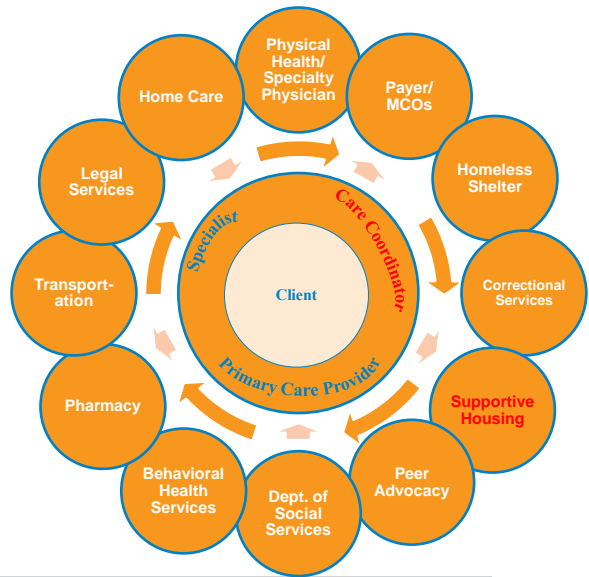 Physical
Health/
Specialty
Physician
Payer/
MCOs
Homeless
Shelter
Correctional
Services
Supportive
Housing
Peer
Advocacy
Dept. of
Social
Services
Behavioral
Health
Services
Pharmacy
Transport-
ation
Legal
Services
Home Care
Specialist
Care Coordinator
Primary Care Provider
Client